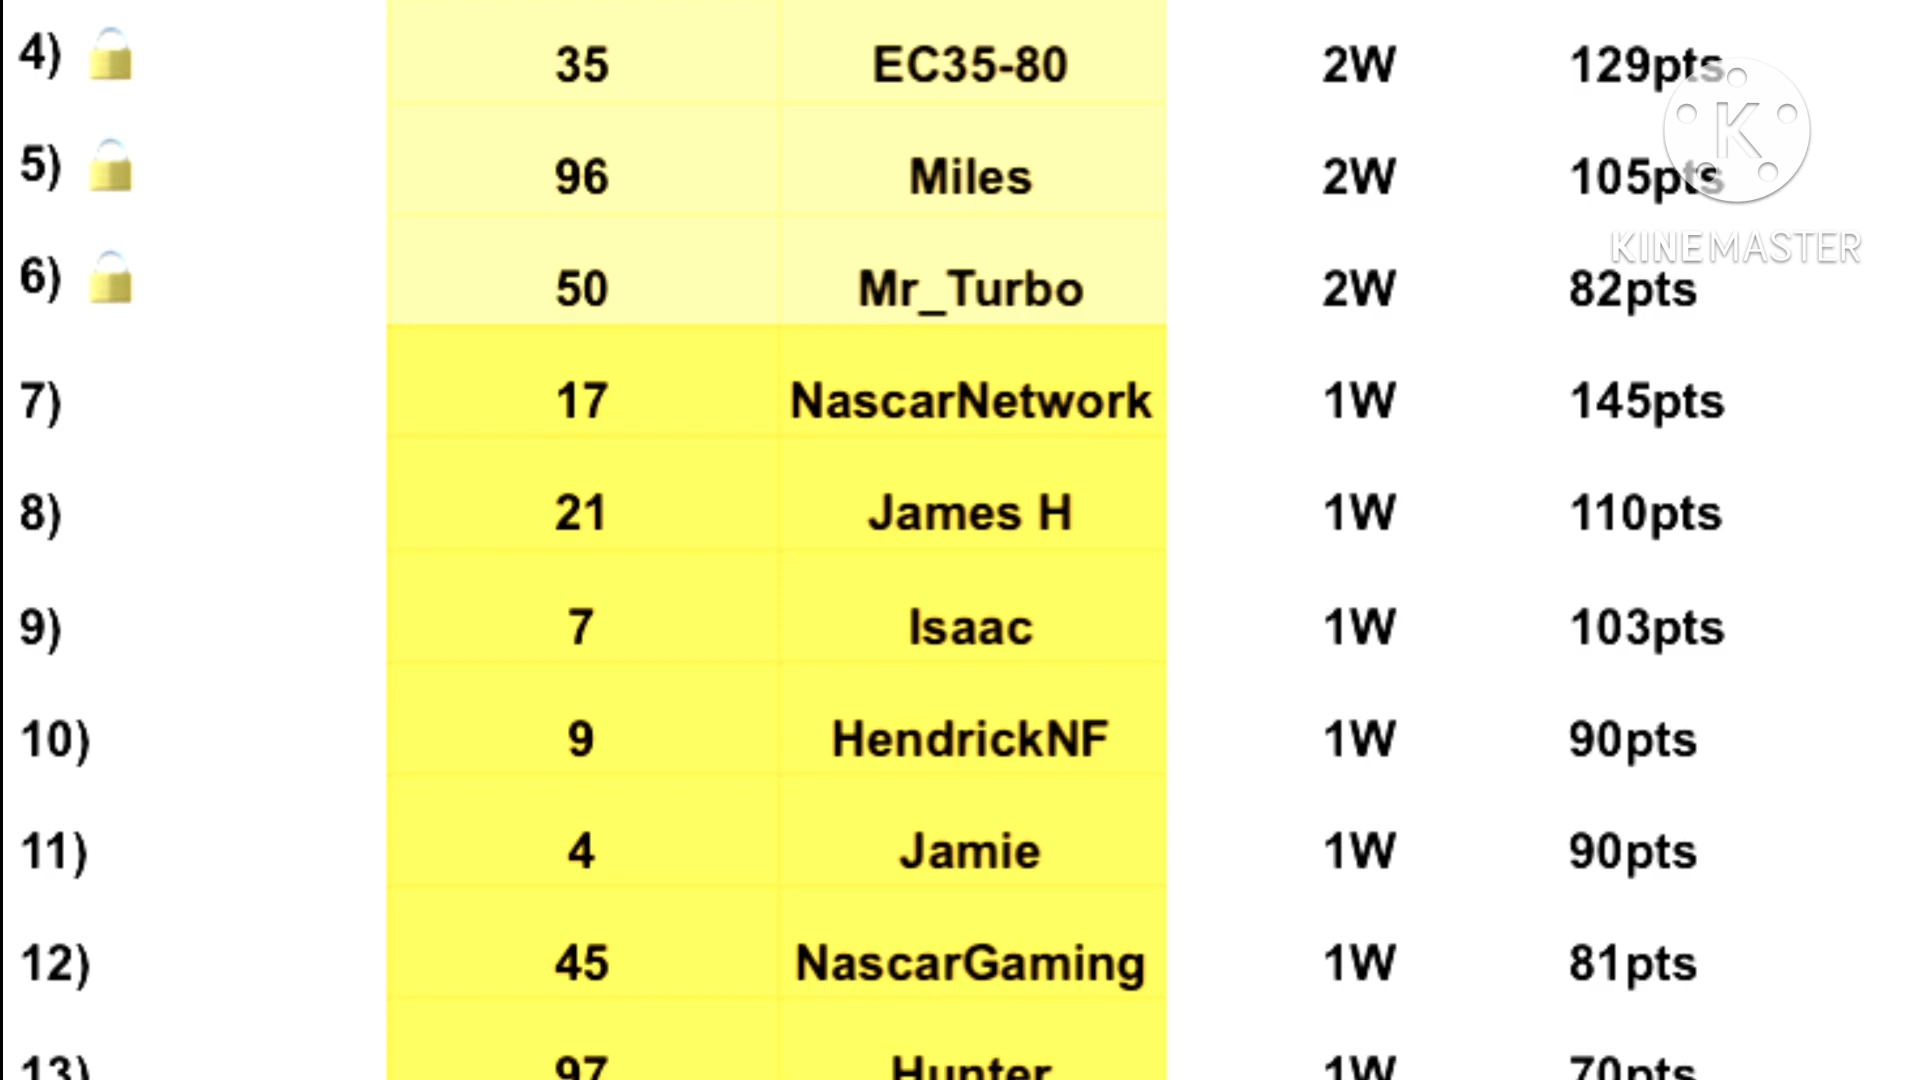 4) 🔒 35 EC35-80 2W 129pts
5) 🔒 96 Miles 2W 105pts
KINEMASTER
6) 🔒 50 Mr_Turbo 2W 82pts
7) 17 NascarNetwork 1W 145pts
8) 21 James H 1W 110pts
9) 7 Isaac 1W 103pts
10) 9 HendrickNF 1W 90pts
11) 4 Jamie 1W 90pts
12) 45 NascarGaming 1W 81pts
13) 97 Hunter 1W 70pts